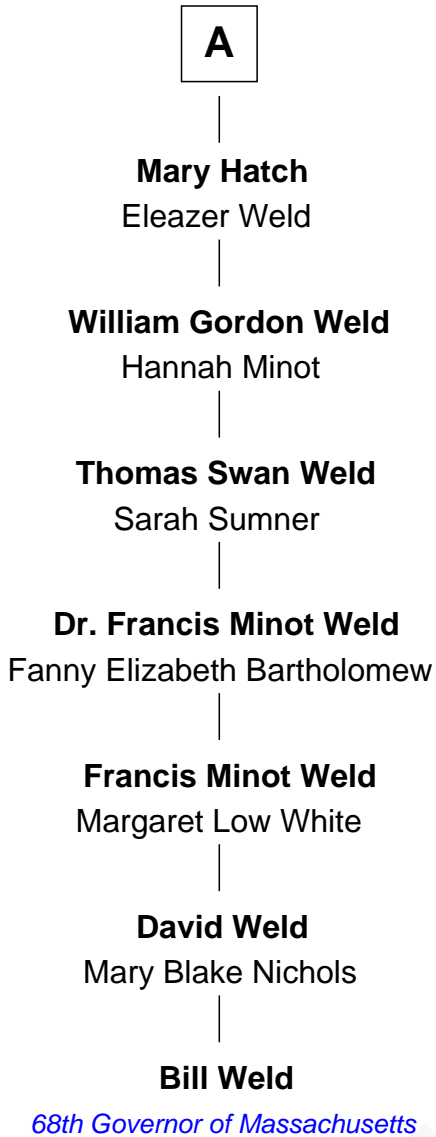 A
Mary Hatch
Eleazer Weld
William Gordon Weld
Hannah Minot
Thomas Swan Weld
Sarah Sumner
Dr. Francis Minot Weld
Fanny Elizabeth Bartholomew
Francis Minot Weld
Margaret Low White
David Weld
Mary Blake Nichols
Bill Weld
68th Governor of Massachusetts